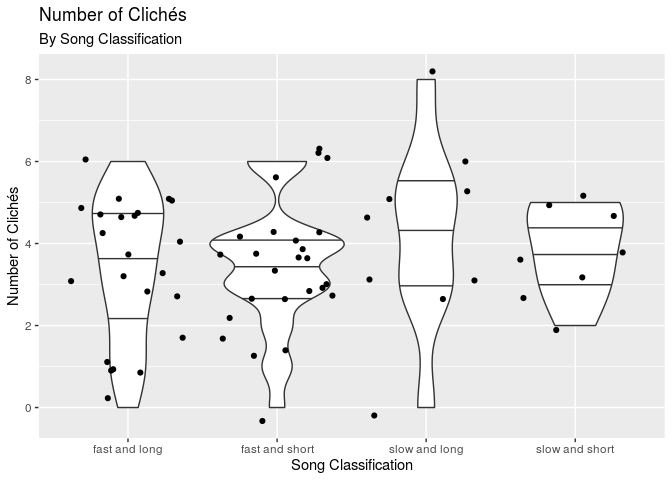 Number of Clichés
By Song Classification
Number of Clichés
8
6
4
2
0
fast and long
fast and short
slow and long
slow and short
Song Classification